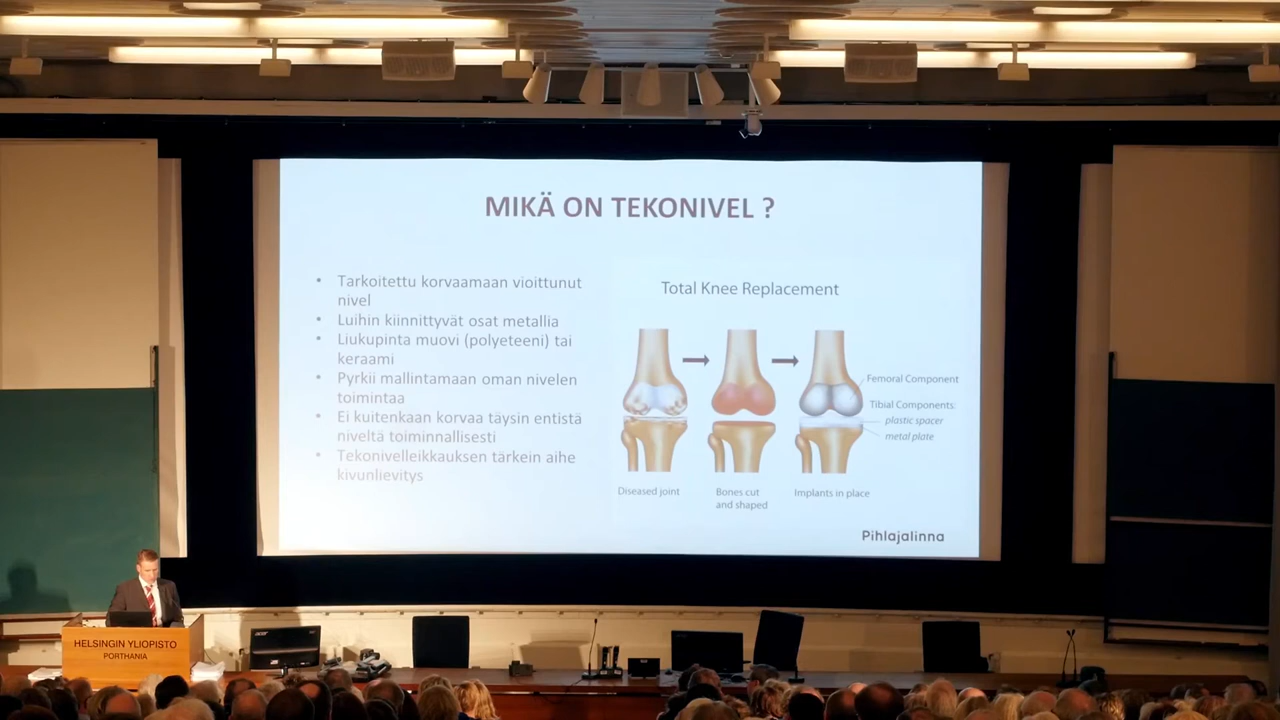 MIKÄ ON TEKONIVEL ?
• Tarkoitettu korvaamaan vioittunut
nivel
• Luihin kiinnittyvät osat metallia
• Liukupinta muovi (polyeteeni) tai
keraami
• Pyrkii mallintamaan oman nivelen
toimintaa
• Ei kuitenkaan korvaa täysin entistä
niveltä toiminnallisesti
• Tekonivelleikkauksen tärkein aihe
kivunlievitys
Total Knee Replacement
Femoral Component
Tibial Components:
plastic spacer
metal plate
Diseased joint
Bones cut
and shaped
Implants in place
Pihlajalinna
HELSINGIN YLIOPISTO
PORTHANIA
acer